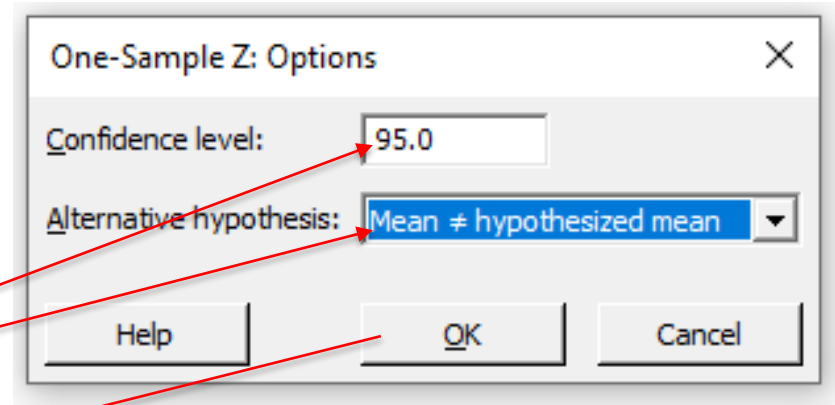 One-Sample Z: Options
Confidence level: 95.0
Alternative hypothesis: Mean ≠ hypothesized mean
Help OK Cancel